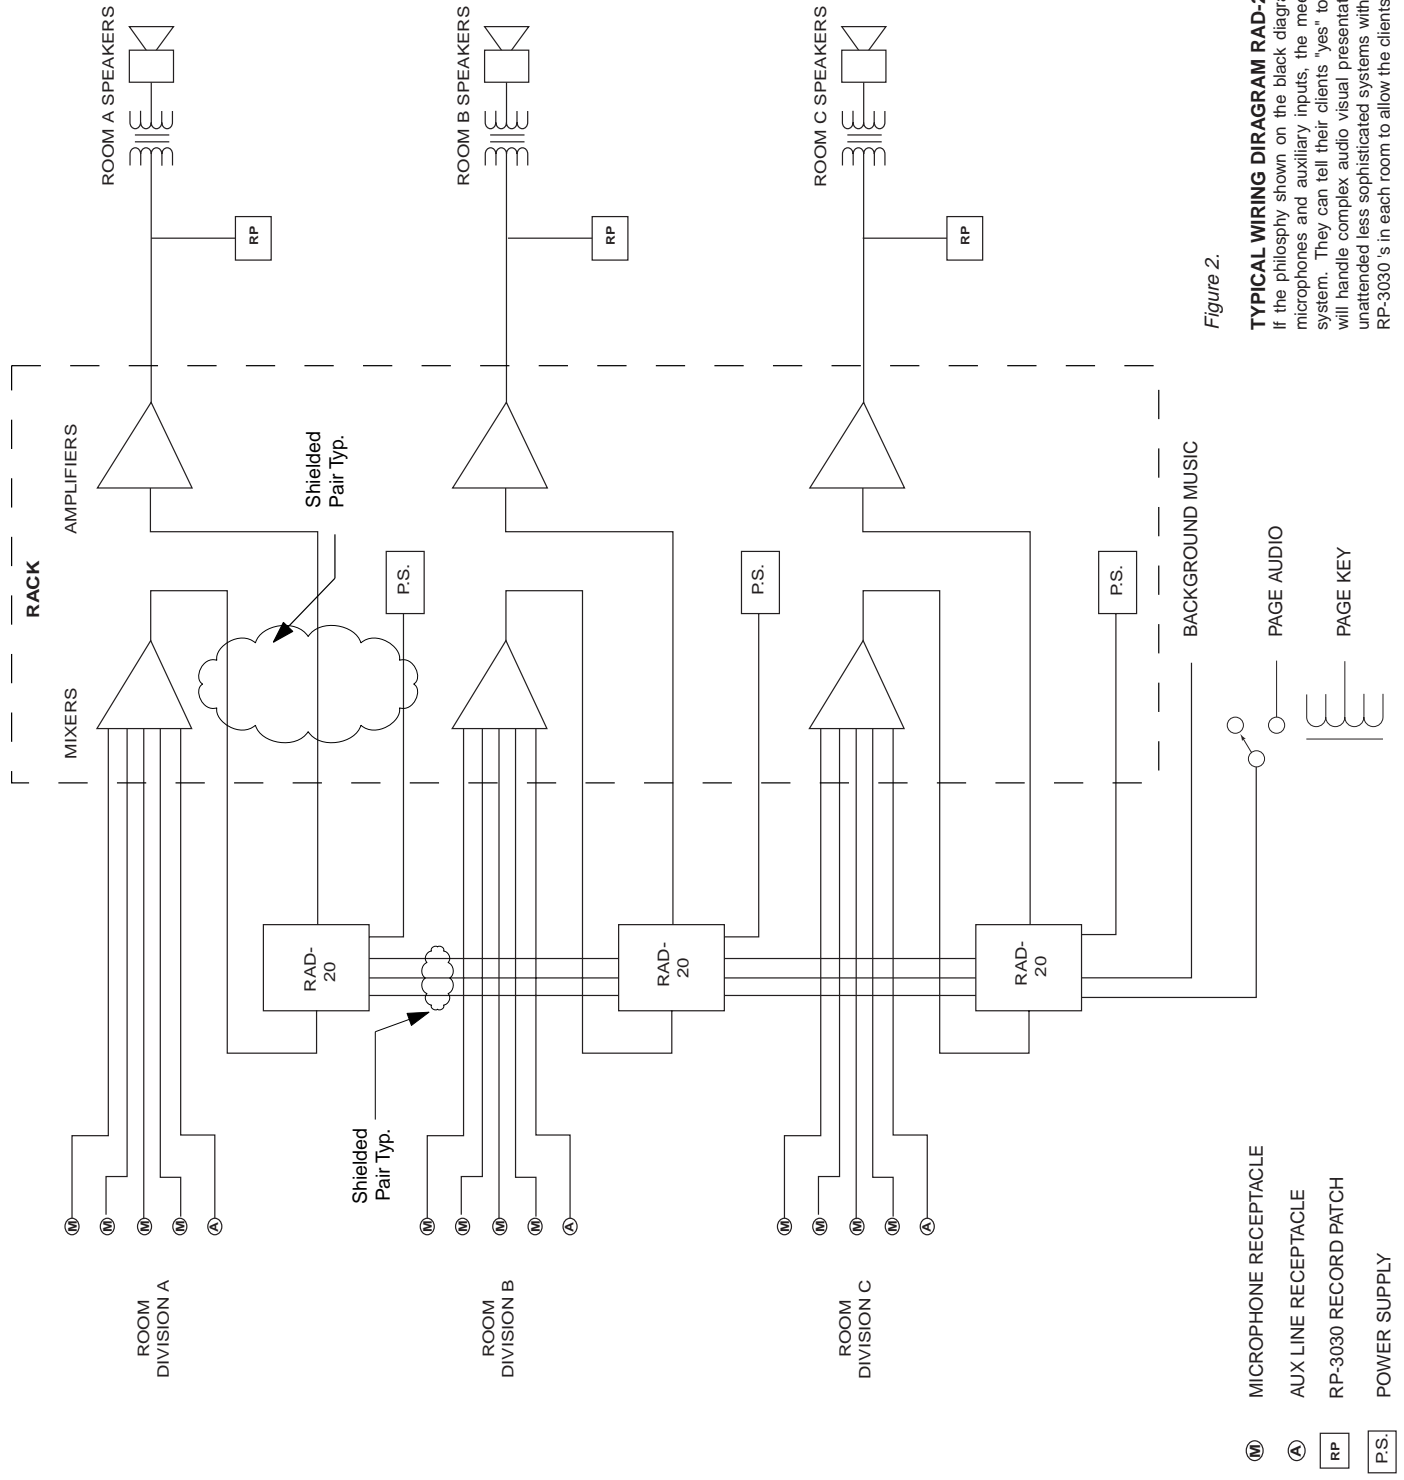 RACK
MIXERS
AMPLIFIERS
ROOM A SPEAKERS
M
M
M
M
A
ROOM
DIVISION A
RP
Shielded
Pair Typ.
RAD-
20
P.S.
Shielded
Pair Typ.
ROOM B SPEAKERS
M
M
M
M
A
ROOM
DIVISION B
RP
RAD-
20
P.S.
ROOM C SPEAKERS
M
M
M
M
A
ROOM
DIVISION C
RP
RAD-
20
P.S.
BACKGROUND MUSIC
PAGE AUDIO
PAGE KEY
M MICROPHONE RECEPTACLE
A AUX LINE RECEPTACLE
RP RP-3030 RECORD PATCH
P.S. POWER SUPPLY
Figure 2.
TYPICAL WIRING DIRAGRAM RAD-2
If the philosphy shown on the black diagra
microphones and auxiliary inputs, the mee
system. They can tell their clients "yes" to
will handle complex audio visual presentat
unattended less sophisticated systems with
RP-3030 's in each room to allow the clients